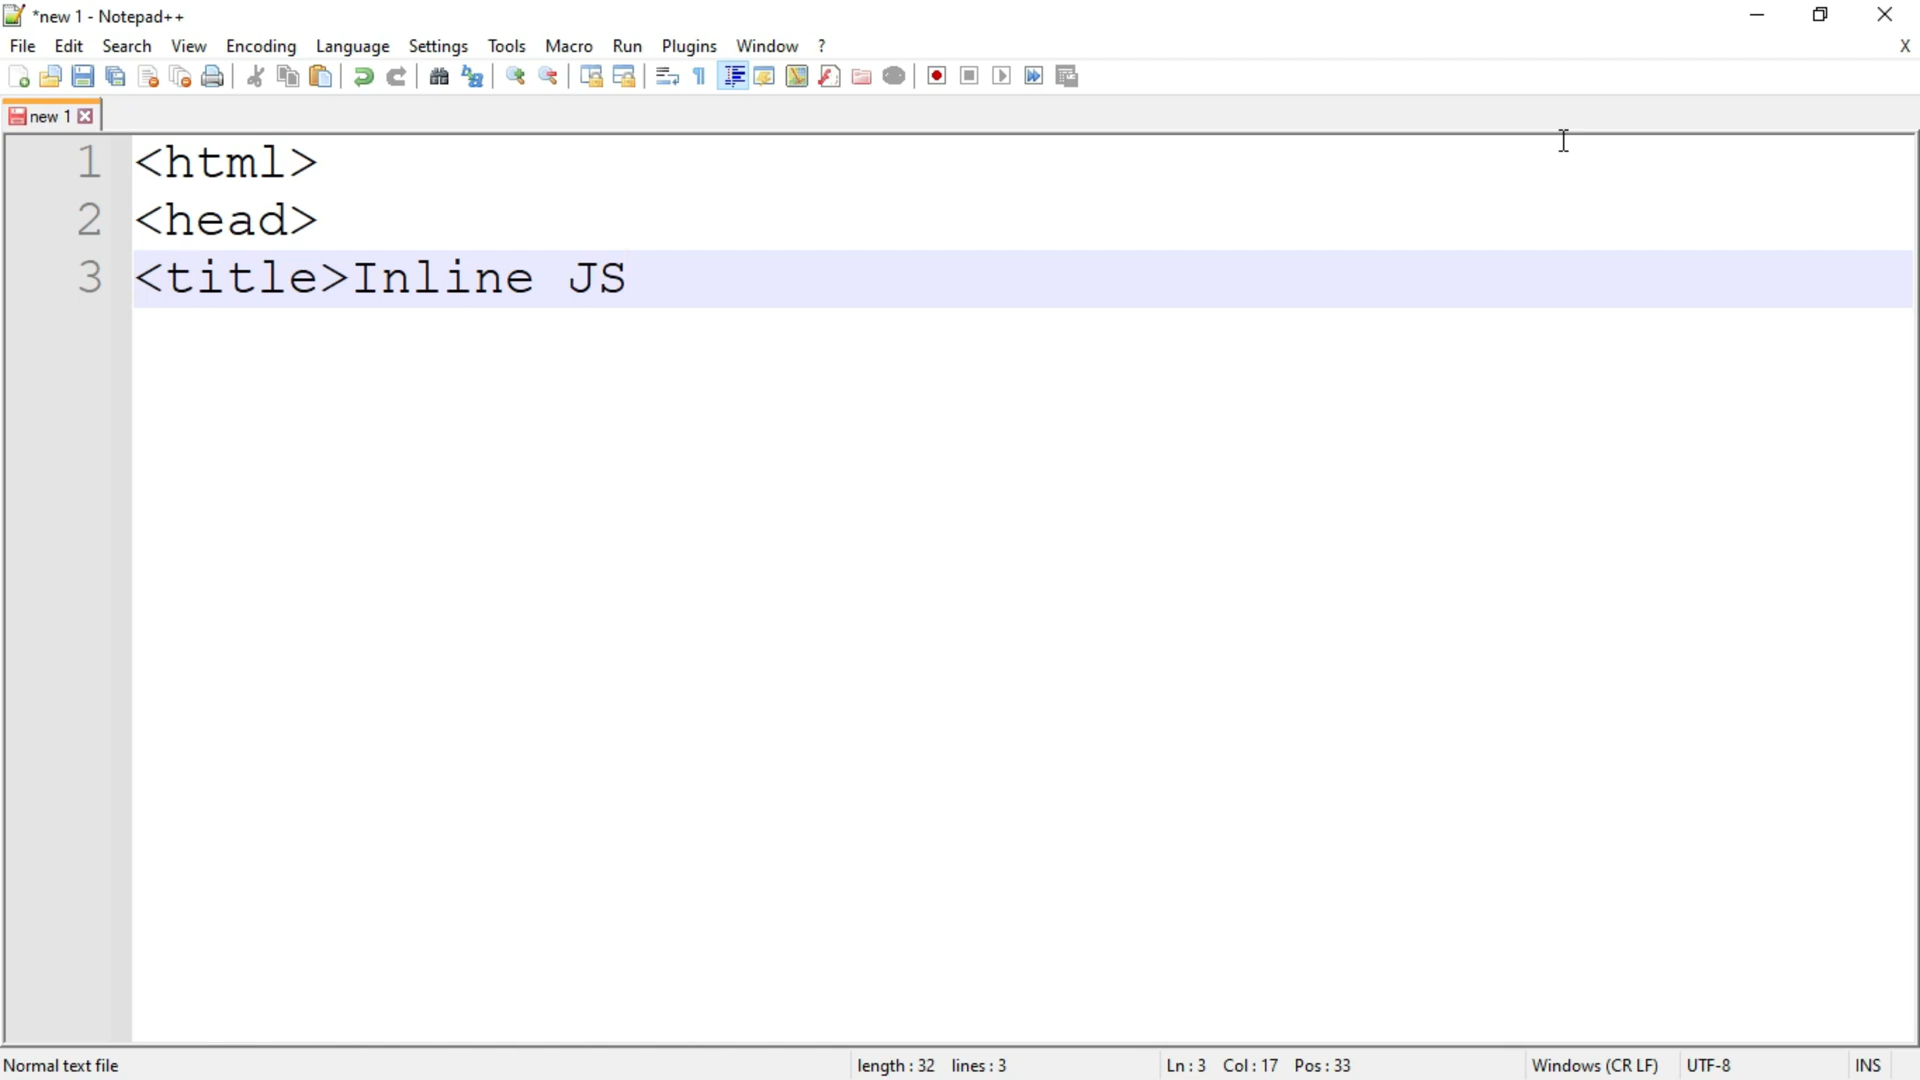 *new 1 - Notepad++
File Edit Search View Encoding Language Settings Tools Macro Run Plugins Window ? X
new 1
1 <html>
2 <head>
3 <title>Inline JS
Normal text file length : 32 lines : 3 Ln : 3 Col : 17 Pos : 33 Windows (CR LF) UTF-8 INS